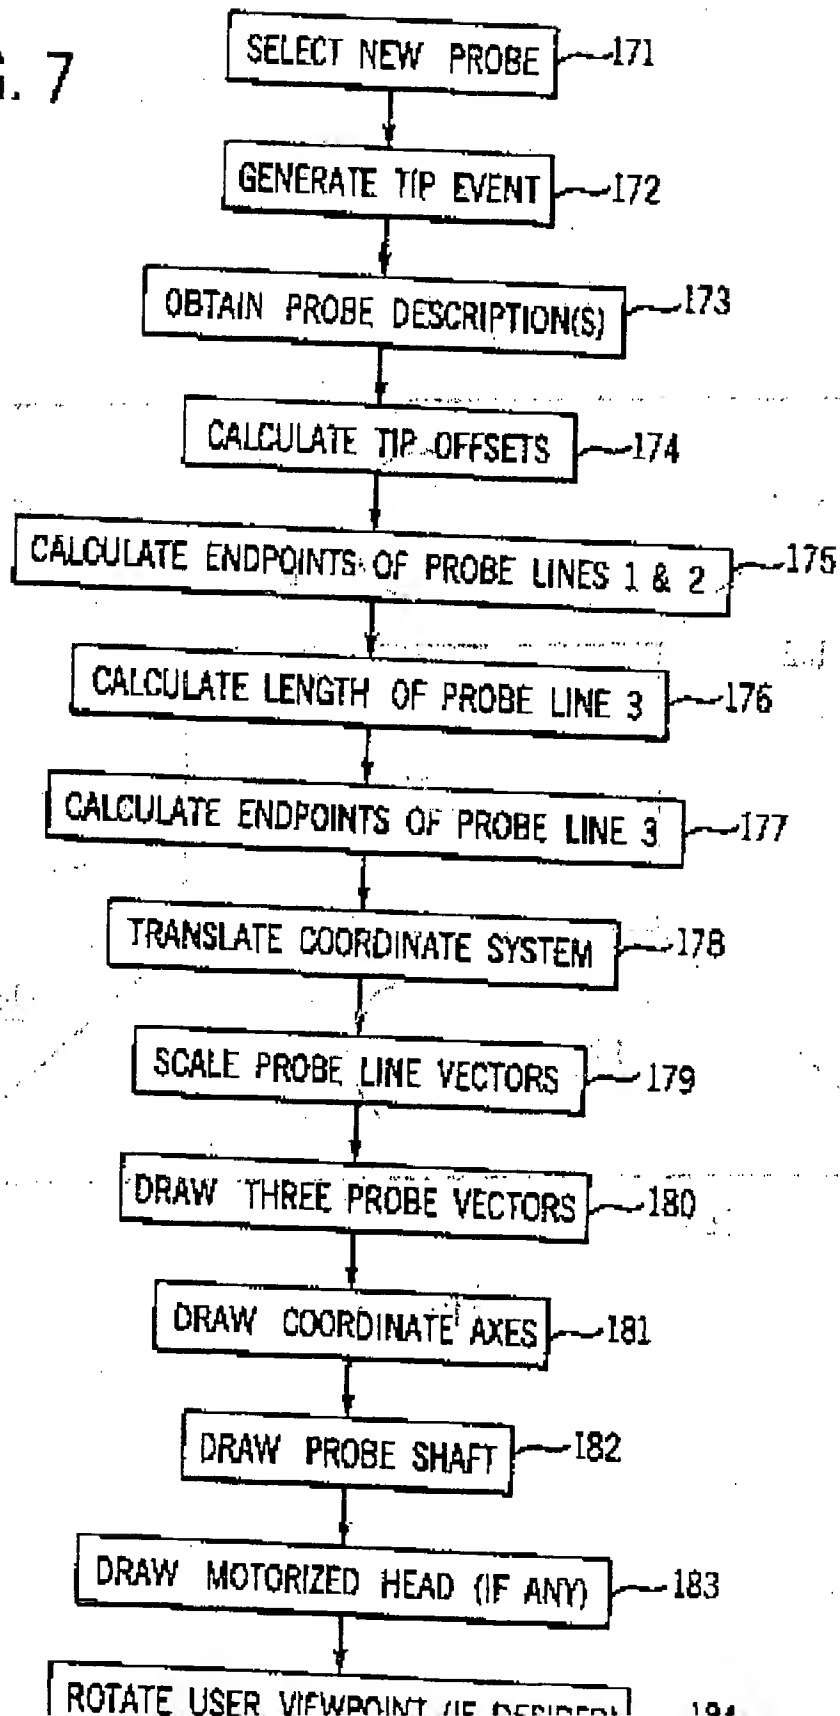 . 7
SELECT NEW PROBE 171
GENERATE TIP EVENT 172
OBTAIN PROBE DESCRIPTION(S) 173
CALCULATE TIP OFFSETS 174
CALCULATE ENDPOINTS OF PROBE LINES 1 & 2 175
CALCULATE LENGTH OF PROBE LINE 3 176
CALCULATE ENDPOINTS OF PROBE LINE 3 177
TRANSLATE COORDINATE SYSTEM 178
SCALE PROBE LINE VECTORS 179
DRAW THREE PROBE VECTORS 180
DRAW COORDINATE AXES 181
DRAW PROBE SHAFT 182
DRAW MOTORIZED HEAD (IF ANY) 183
ROTATE USER VIEWPOINT (IF DESIRED) 184